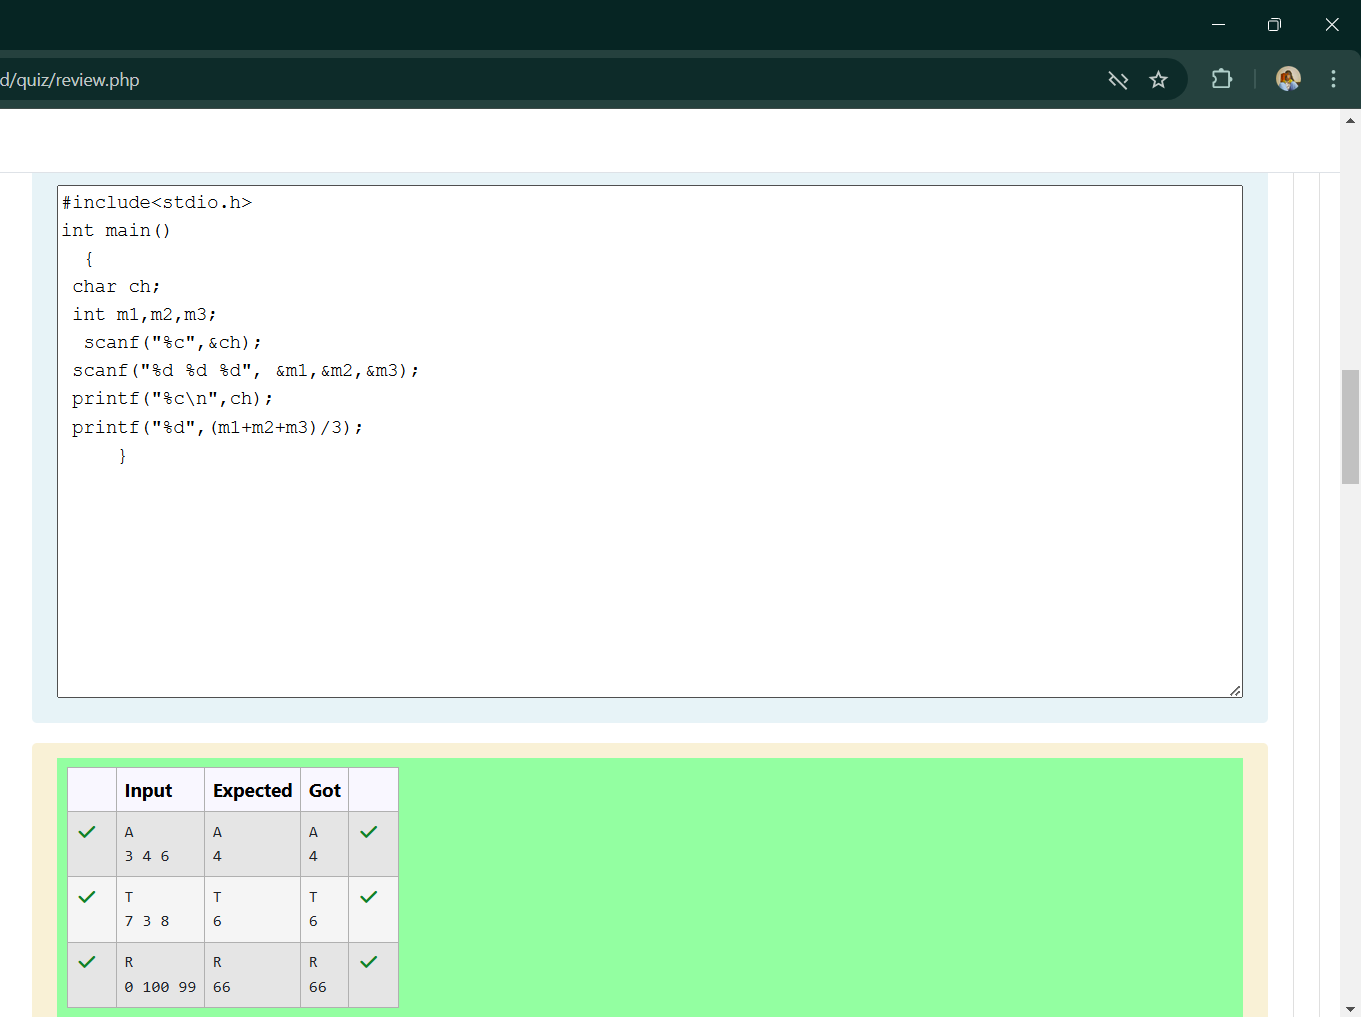 d/quiz/review.php
#include<stdio.h>
int main()
{
char ch;
int m1,m2,m3;
scanf("%c",&ch);
scanf("%d %d %d", &m1,&m2,&m3);
printf("%c\n",ch);
printf("%d",(m1+m2+m3)/3);
}
Input Expected Got
A A A
3 4 6 4 4
T T T
7 3 8 6 6
R R R
0 100 99 66 66